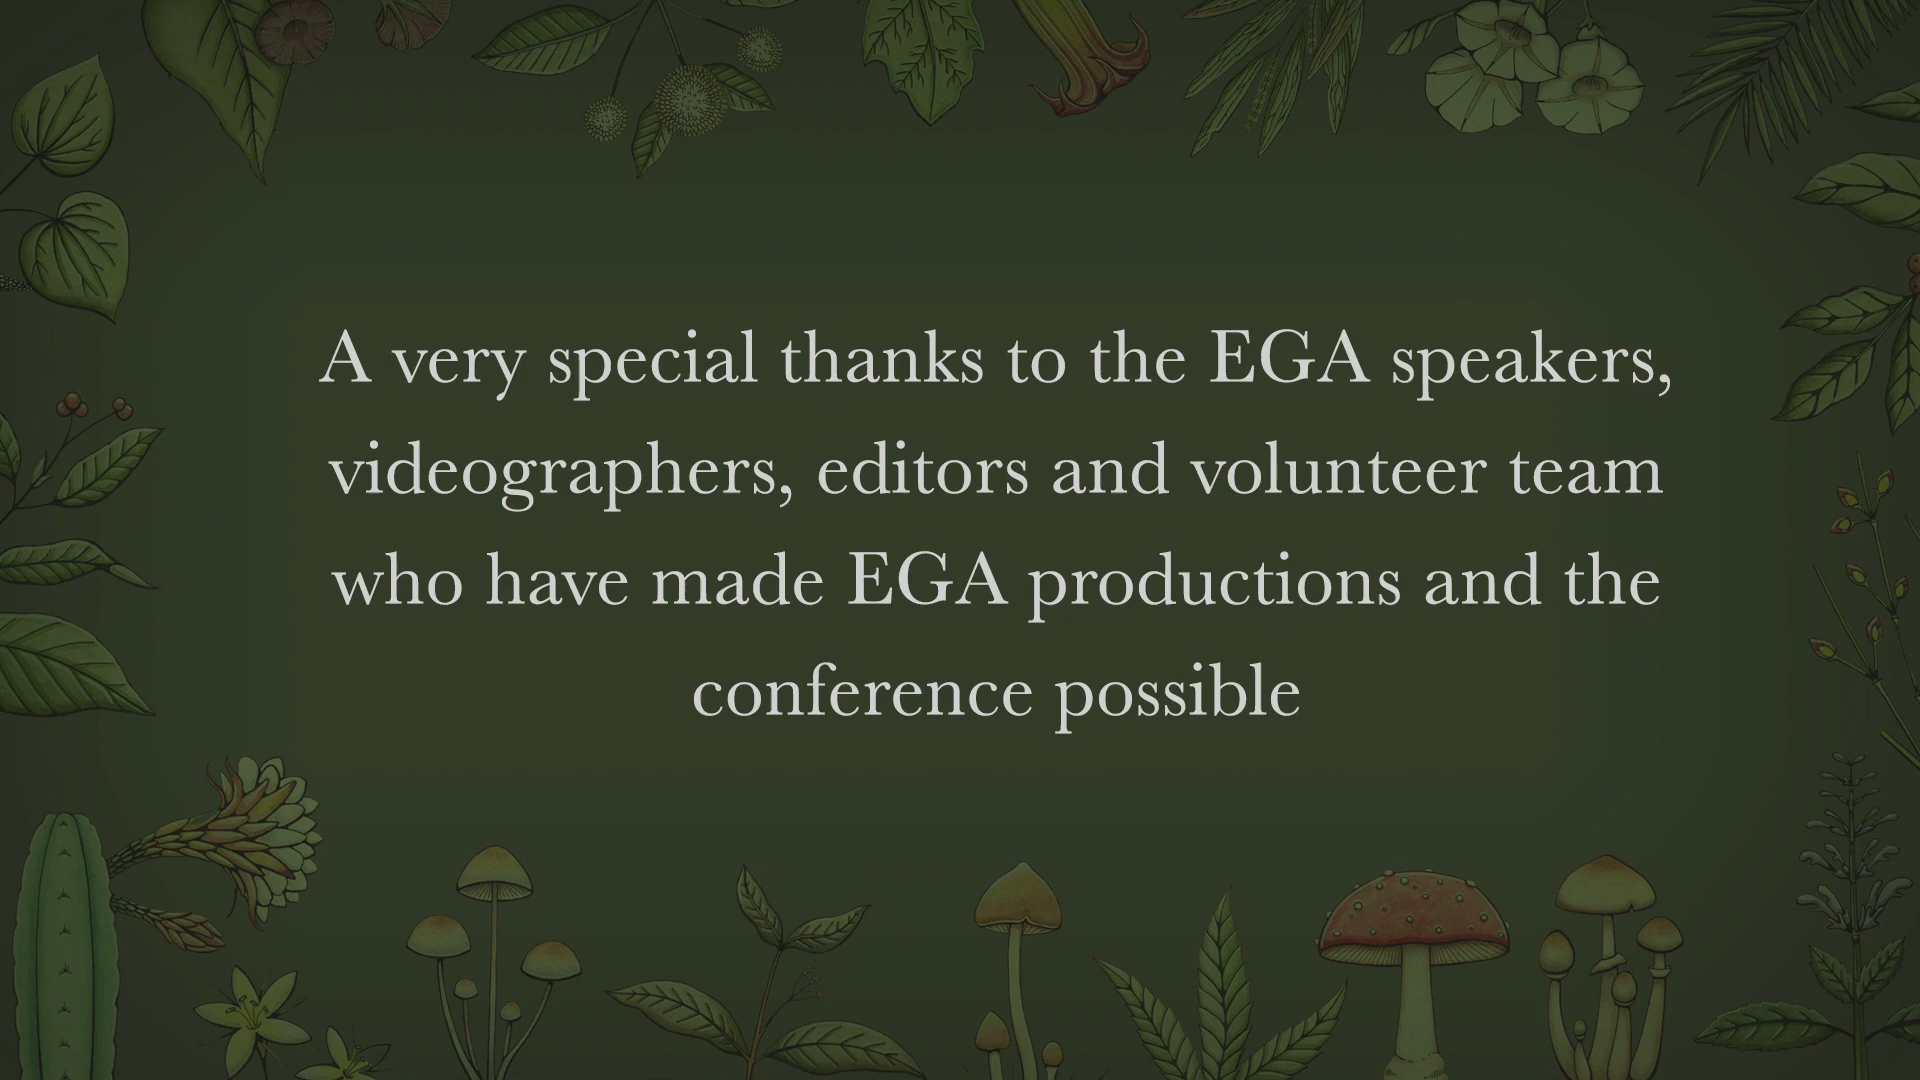 A very special thanks to the EGA speakers,
videographers, editors and volunteer team
who have made EGA productions and the
conference possible